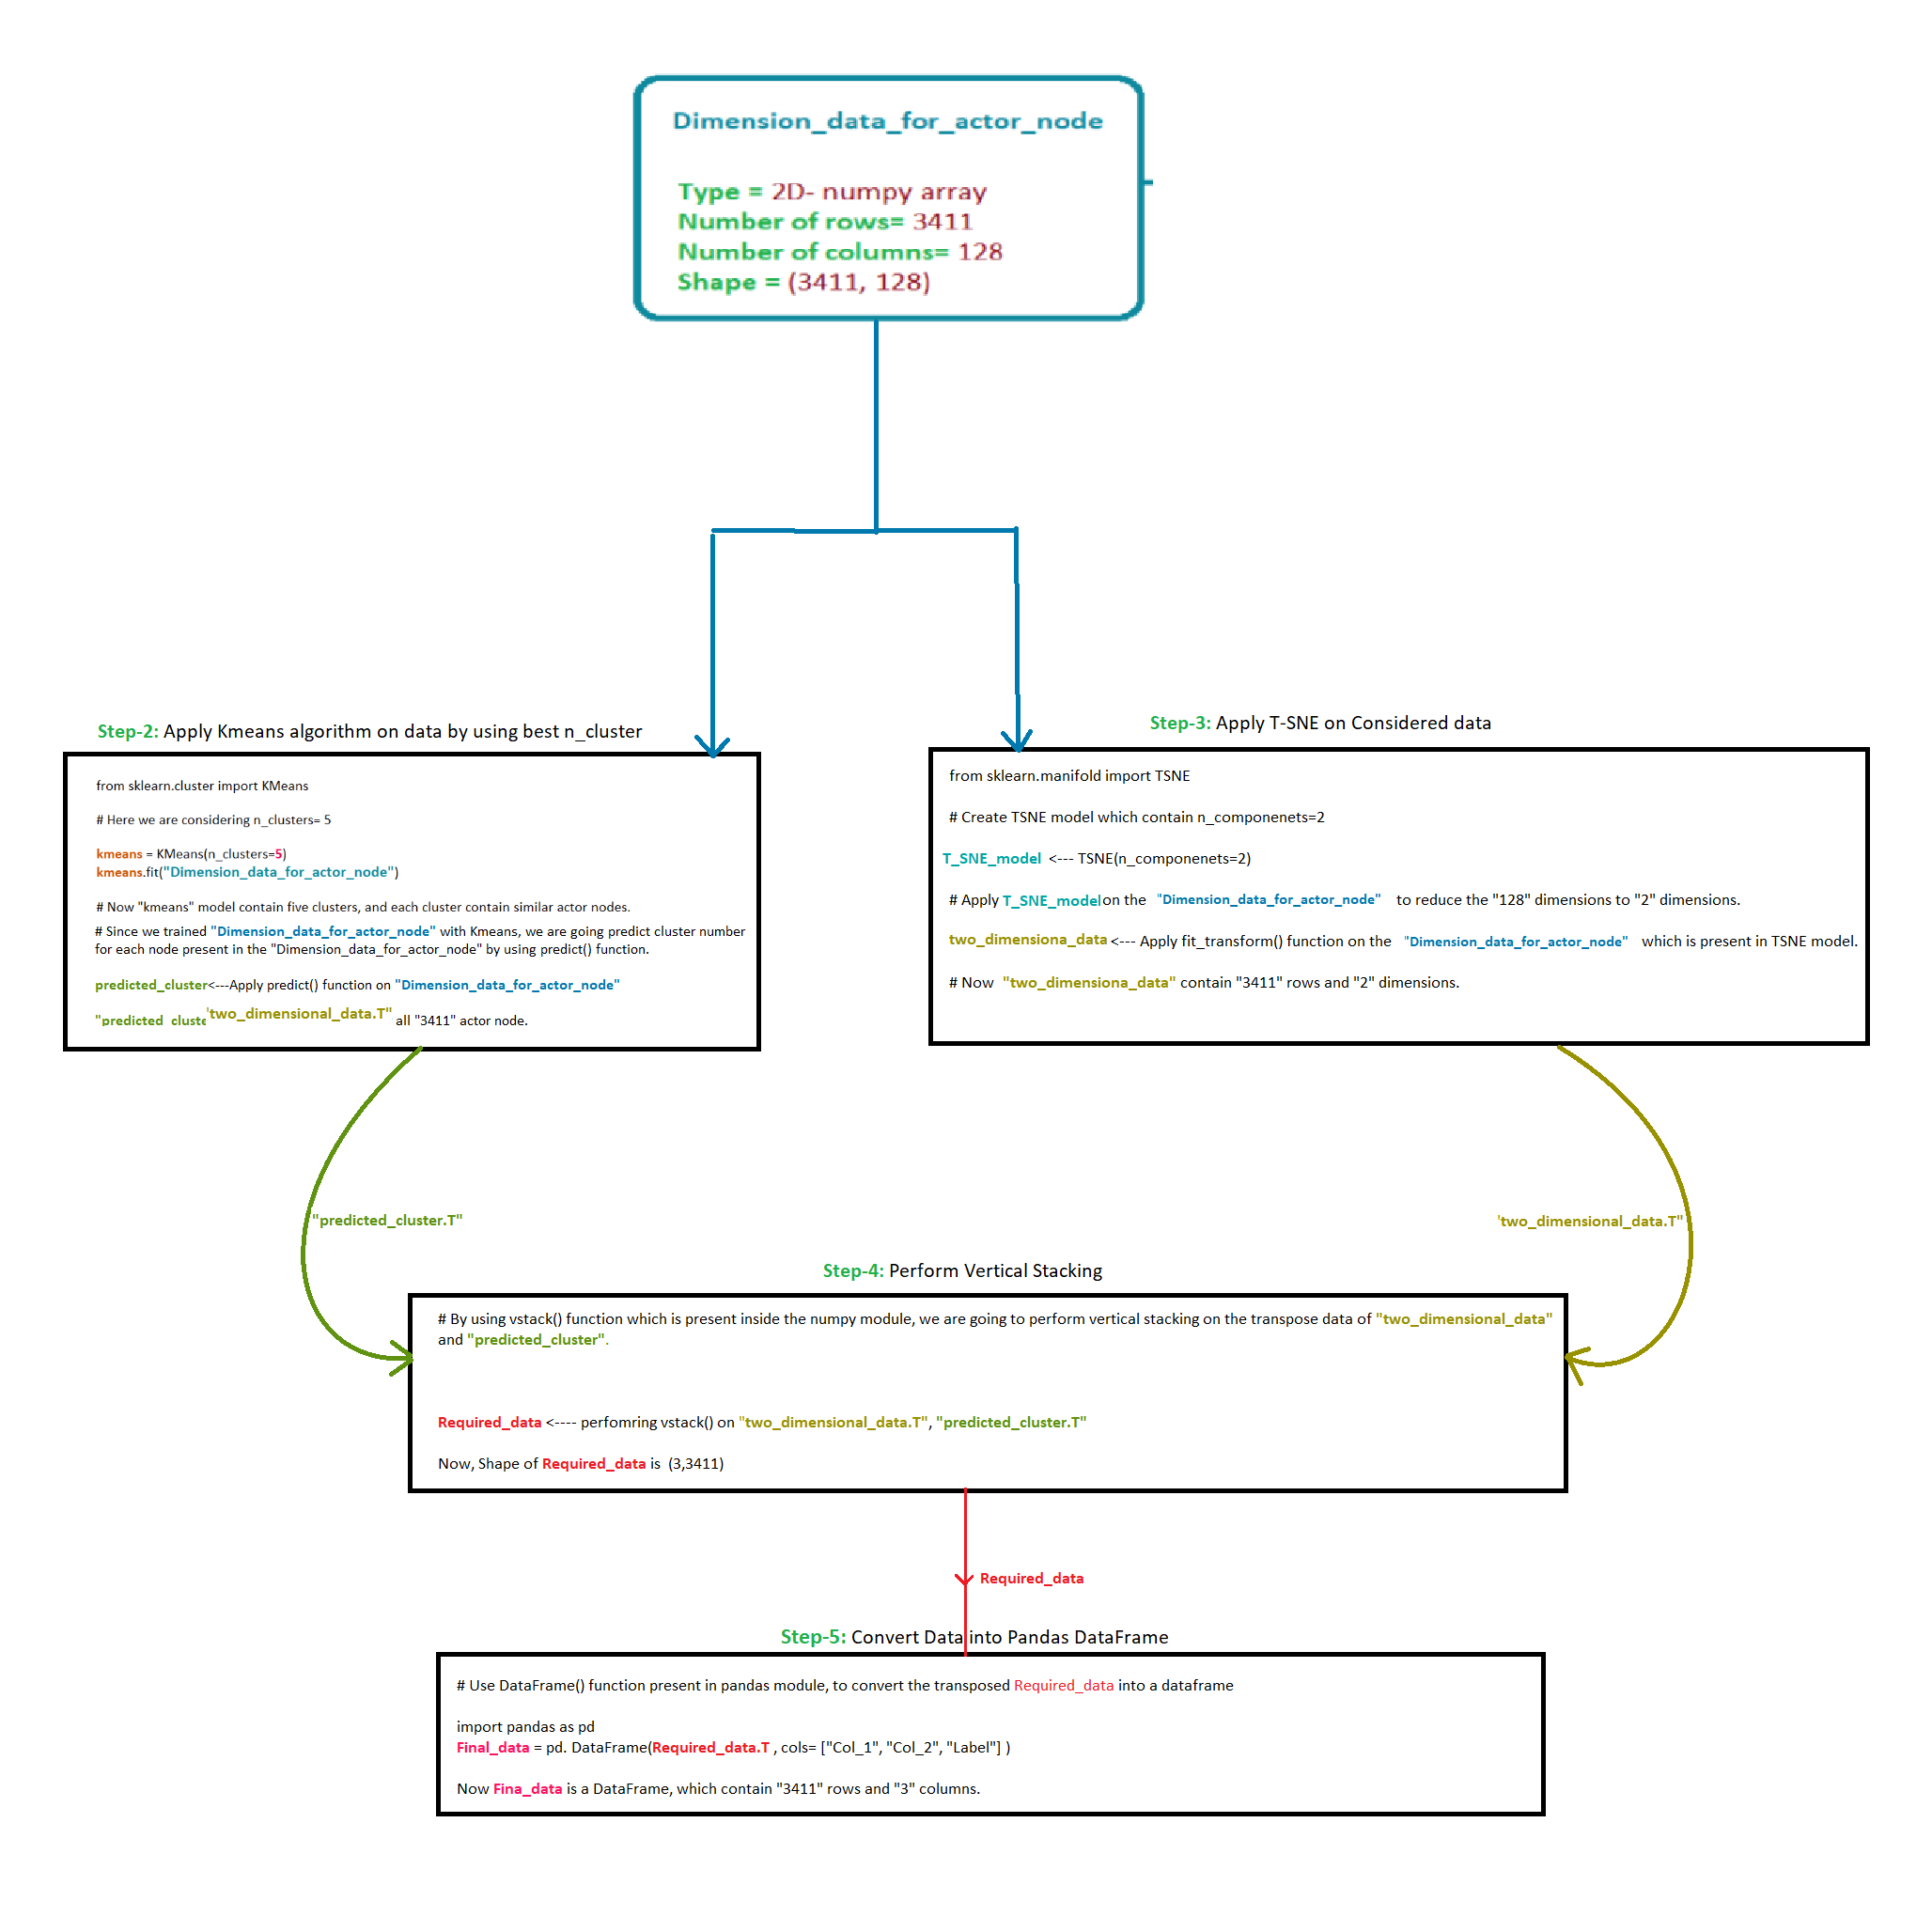 Dimension_data_for_actor_node
Type = 2D- numpy array
Number of rows= 3411
Number of columns= 128
Shape = (3411, 128)
Step-2: Apply Kmeans algorithm on data by using best n_cluster
from sklearn.cluster import KMeans
# Here we are considering n_clusters= 5
kmeans = KMeans(n_clusters=5)
kmeans.fit("Dimension_data_for_actor_node")
# Now "kmeans" model contain five clusters, and each cluster contain similar actor nodes.
# Since we trained "Dimension_data_for_actor_node" with Kmeans, we are going predict cluster number
for each node present in the "Dimension_data_for_actor_node" by using predict() function.
predicted_cluster<---Apply predict() function on "Dimension_data_for_actor_node"
"predicted_cluste 'two_dimensional_data.T" all "3411" actor node.
Step-3: Apply T-SNE on Considered data
from sklearn.manifold import TSNE
# Create TSNE model which contain n_componenets=2
T_SNE_model <--- TSNE(n_componenets=2)
# Apply T_SNE_model on the "Dimension_data_for_actor_node" to reduce the "128" dimensions to "2" dimensions.
two_dimensiona_data <--- Apply fit_transform() function on the "Dimension_data_for_actor_node" which is present in TSNE model.
# Now "two_dimensiona_data" contain "3411" rows and "2" dimensions.
"predicted_cluster.T"
'two_dimensional_data.T"
Step-4: Perform Vertical Stacking
# By using vstack() function which is present inside the numpy module, we are going to perform vertical stacking on the transpose data of "two_dimensional_data"
and "predicted_cluster".
Required_data <---- perfomring vstack() on "two_dimensional_data.T", "predicted_cluster.T"
Now, Shape of Required_data is (3,3411)
Required_data
Step-5: Convert Data into Pandas DataFrame
# Use DataFrame() function present in pandas module, to convert the transposed Required_data into a dataframe
import pandas as pd
Final_data = pd. DataFrame(Required_data.T , cols= ["Col_1", "Col_2", "Label"] )
Now Fina_data is a DataFrame, which contain "3411" rows and "3" columns.